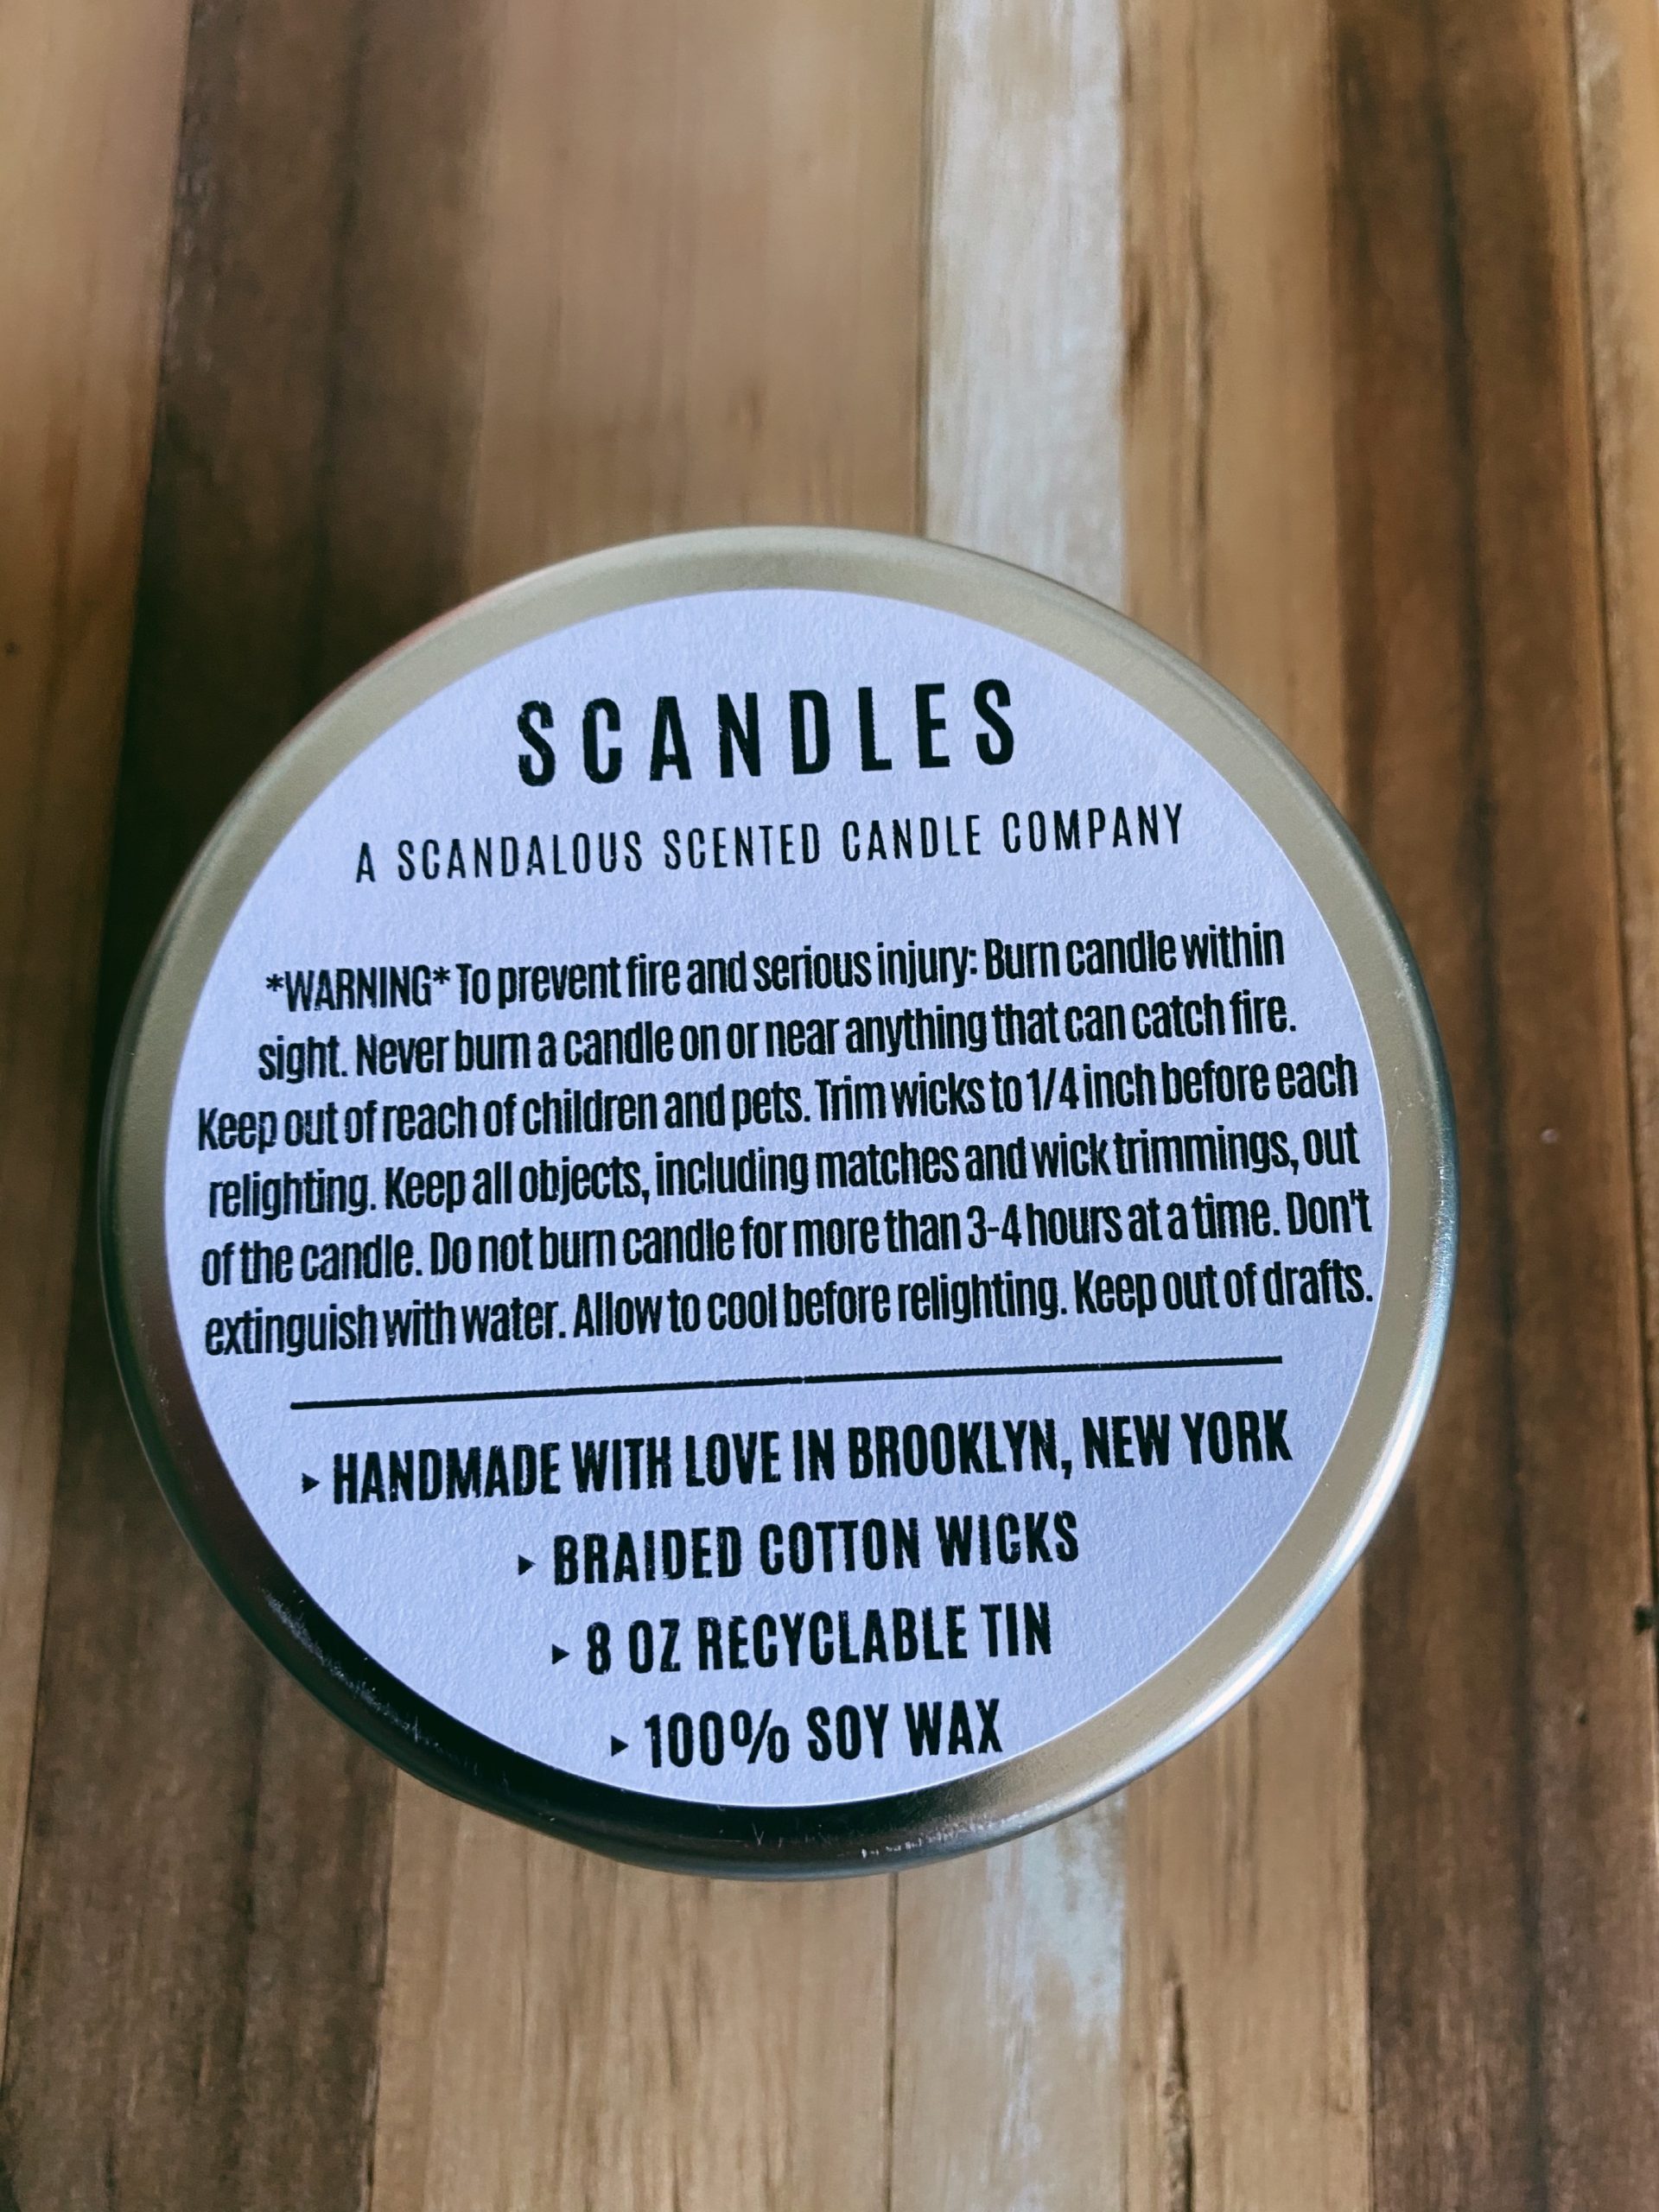 SCANDLES
A SCANDALOUS SCENTED CANDLE COMPANY
*WARNING* To prevent fire and serious injury: Burn candle within
sight. Never burn a candle on or near anything that can catch fire.
Keep out of reach of children and pets. Trim wicks to 1/4 inch before each
relighting. Keep all objects, including matches and wick trimmings, out
of the candle. Do not burn candle for more than 3-4 hours at a time. Don't
extinguish with water. Allow to cool before relighting. Keep out of drafts.
▸ HANDMADE WITH LOVE IN BROOKLYN, NEW YORK
▸ BRAIDED COTTON WICKS
▸ 8 OZ RECYCLABLE TIN
▸ 100% SOY WAX